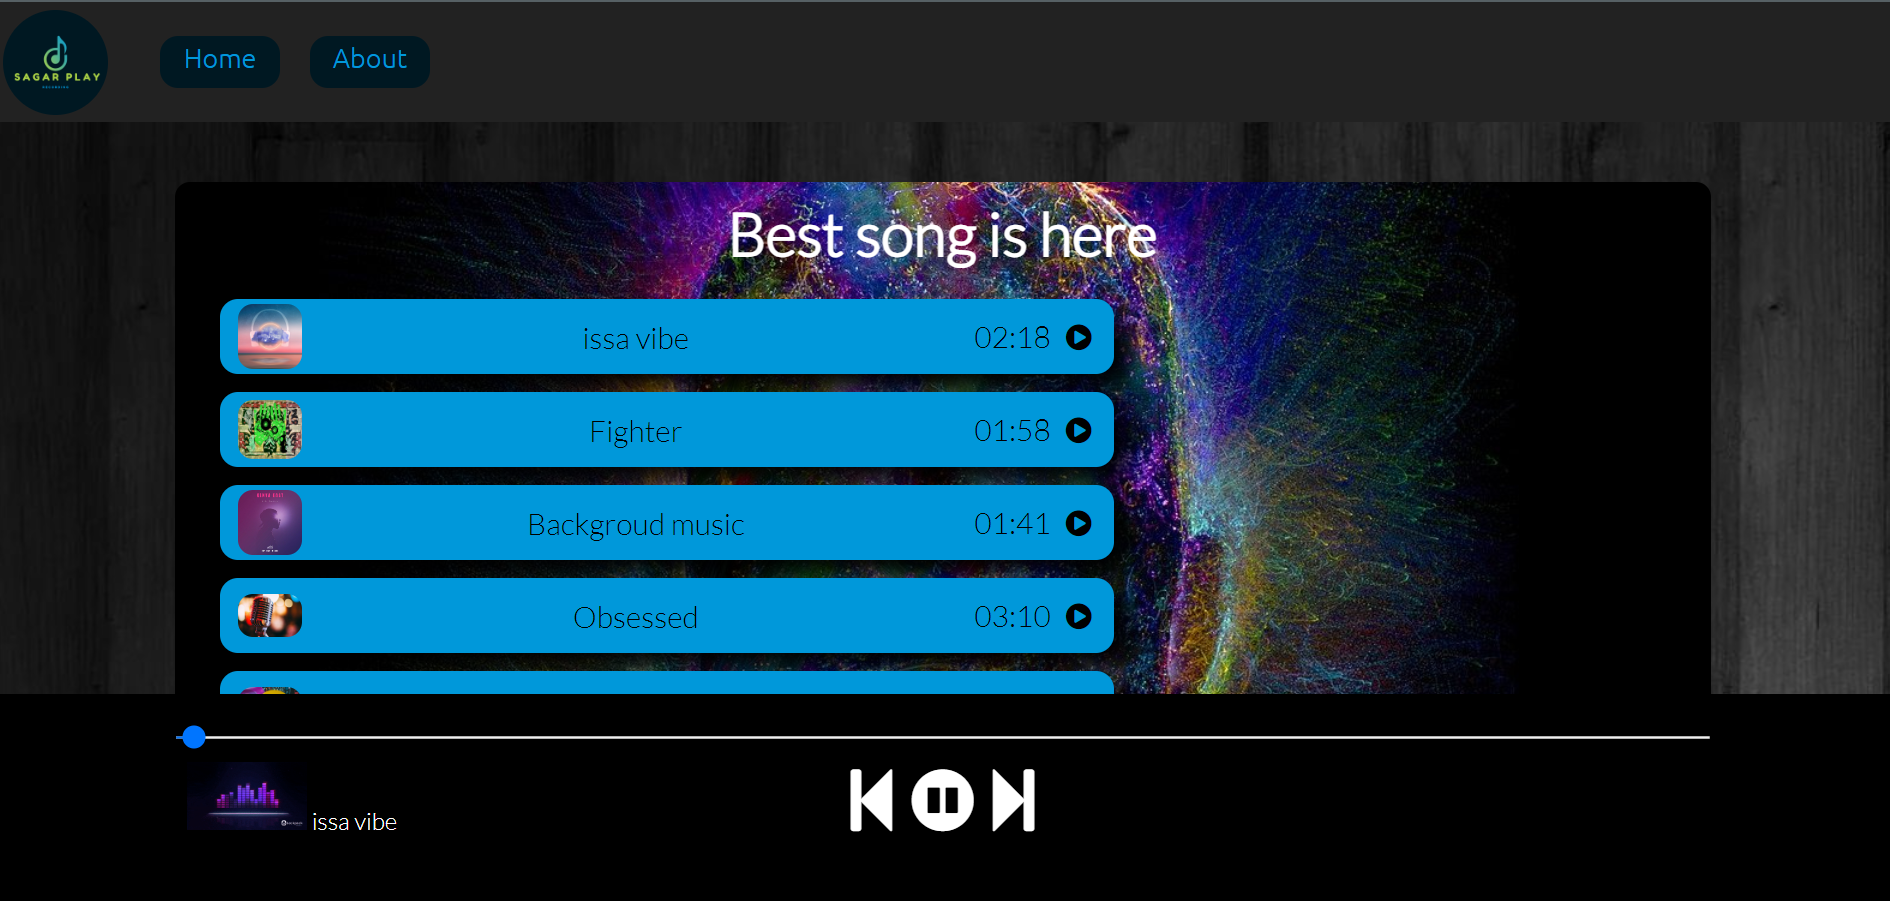 SAGAR PLAY
Home
About
Best song is here
issa vibe
02:18
Fighter
01:58
Backgroud music
01:41
Obsessed
03:10
issa vibe